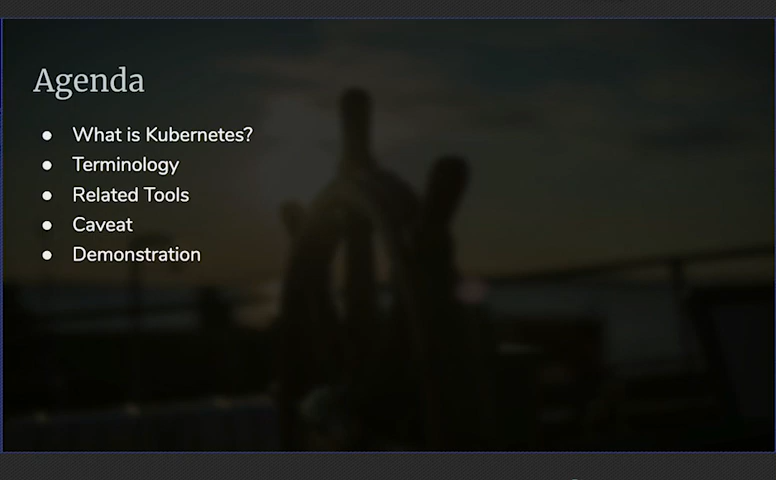 Agenda
● What is Kubernetes?
● Terminology
● Related Tools
● Caveat
● Demonstration